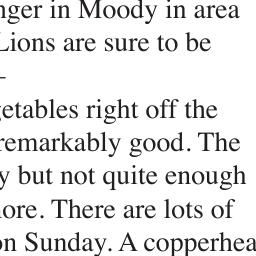 nger in Moody in area
Lions are sure to be
–
getables right off the
remarkably good. The
y but not quite enough
ore. There are lots of
on Sunday. A copperhea